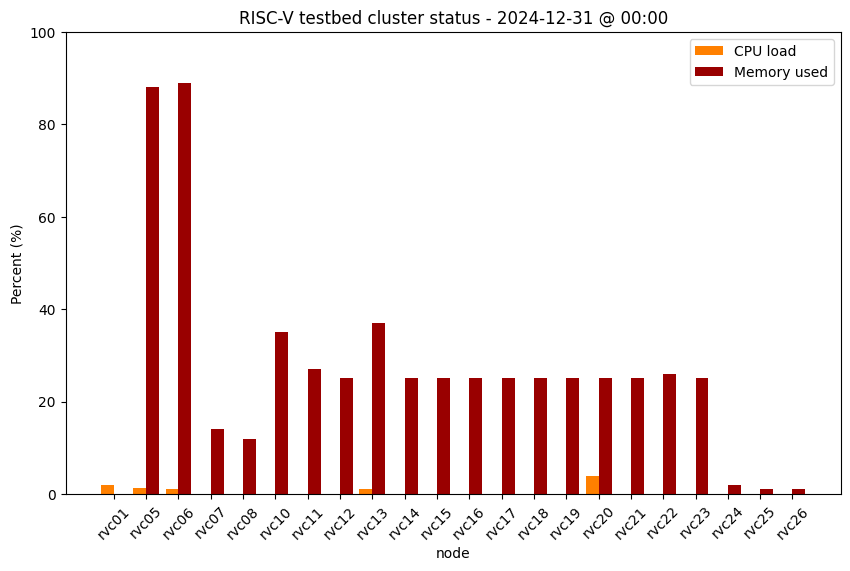 RISC-V testbed cluster status - 2024-12-31 @ 00:00
CPU load
Memory used
Percent (%)
100
80
60
40
20
0
rvc01 rvc05 rvc06 rvc07 rvc08 rvc10 rvc11 rvc12 rvc13 rvc14 rvc15 rvc16 rvc17 rvc18 rvc19 rvc20 rvc21 rvc22 rvc23 rvc24 rvc25 rvc26
node